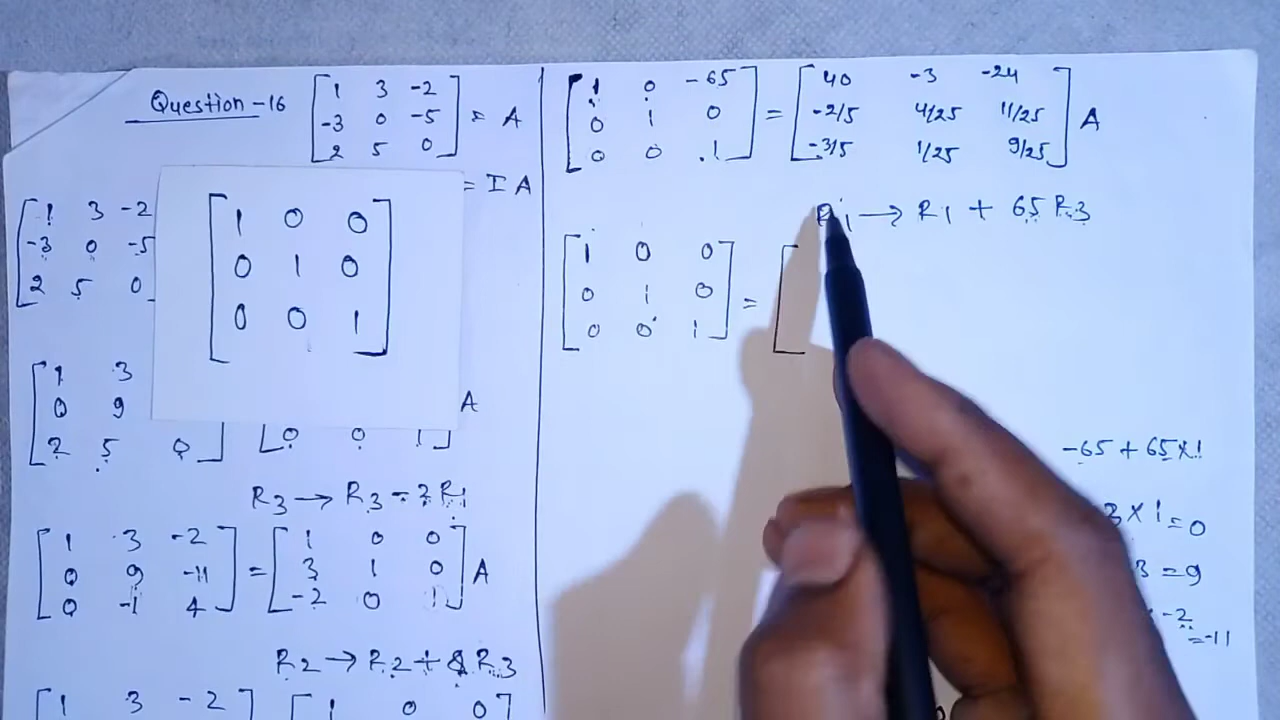 Question-16 [1 3 -2
-3 0 -5
2 5 0] = A
[1 3 -2
-3 0 -5
2 5 0
= IA
[1 0 0
0 1 0
0 0 1]
[1 3
0 9
2 5 0]
[0 0 1]
A
R3 → R3 - 2R1
[1 3 -2
0 9 -11
0 -1 4] = [1 0 0
3 1 0
-2 0 1] A
R2 → R2 + 8R3
[1 3 -2
[1 0 0]
[1 0 -65
0 1 0
0 0 1] = [40 -3 -24
-2/5 4/25 11/25
-3/5 1/25 9/25] A
R1 → R1 + 65R3
[1 0 0
0 1 0
0 0 1] = [
-65 + 65×1
3×1 = 0
3 = 9
-2
= -11